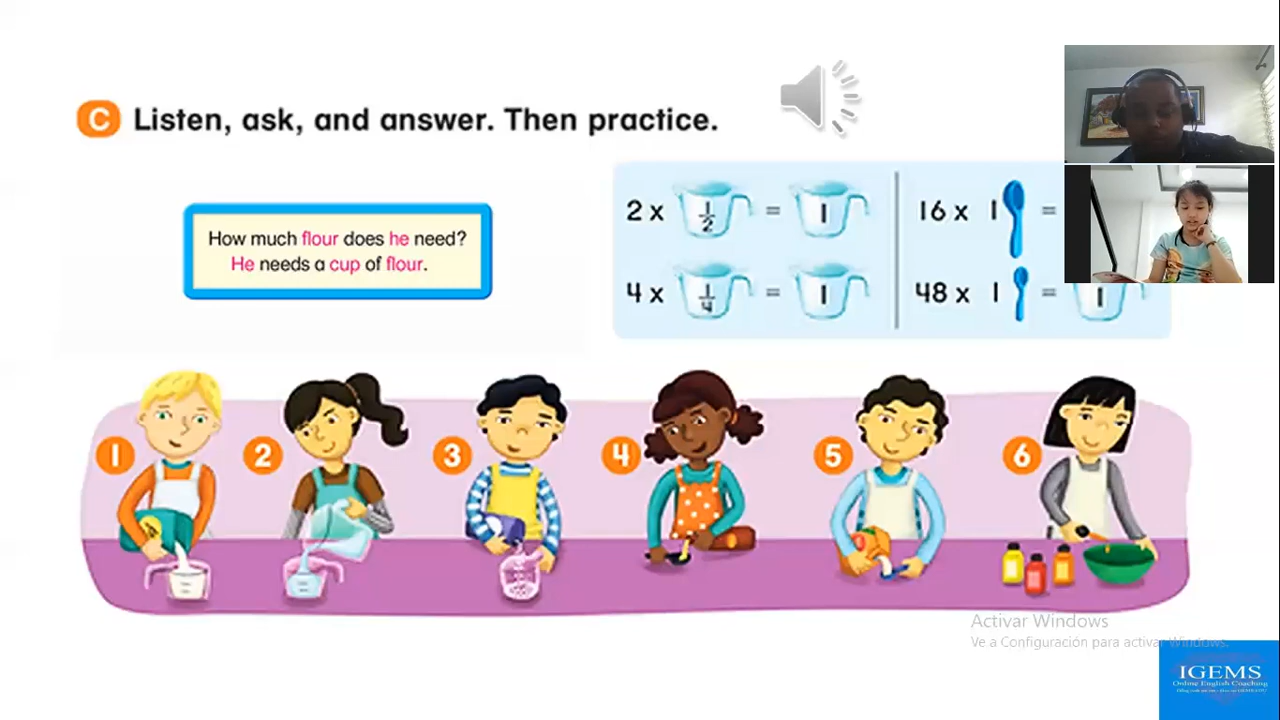 C Listen, ask, and answer. Then practice.
How much flour does he need?
He needs a cup of flour.
2 x 1/2 = 1
16 x 1 =
4 x 1/4 = 1
48 x 1 = 1
1
2
3
4
5
6
Activar Windows
Ve a Configuración para activar Windows.
IGEMS
Online English Coaching